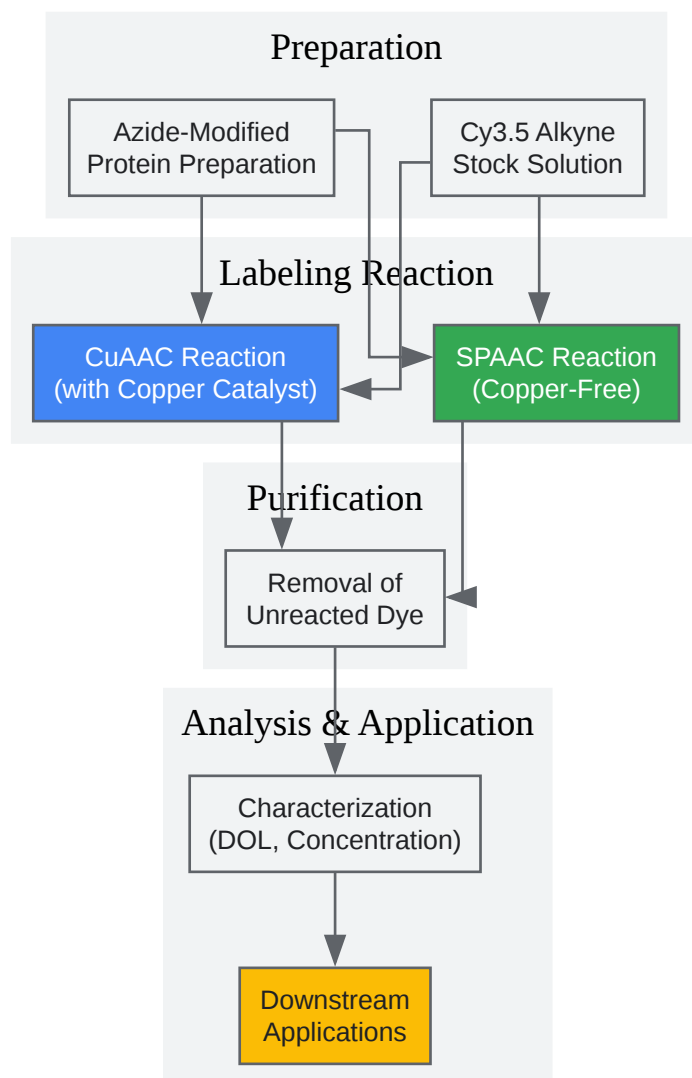 Preparation
Azide-Modified
Protein Preparation
Cy3.5 Alkyne
Stock Solution
Labeling Reaction
CuAAC Reaction
(with Copper Catalyst)
SPAAC Reaction
(Copper-Free)
Purification
Removal of
Unreacted Dye
Analysis & Application
Characterization
(DOL, Concentration)
Downstream
Applications